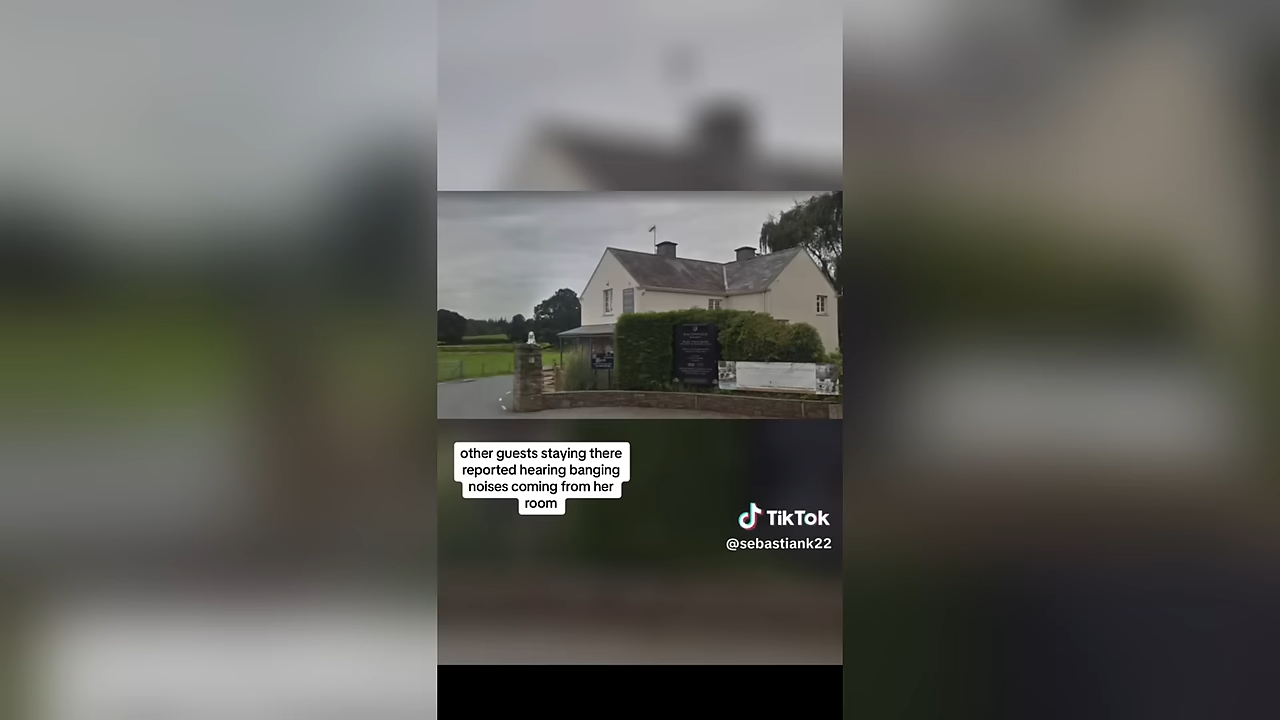 other guests staying there
reported hearing banging
noises coming from her
room
TikTok
@sebastiank22